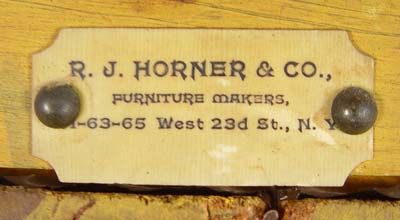 R. J. HORNER & CO.,
FURNITURE MAKERS,
1-63-65 West 23d St., N. Y.